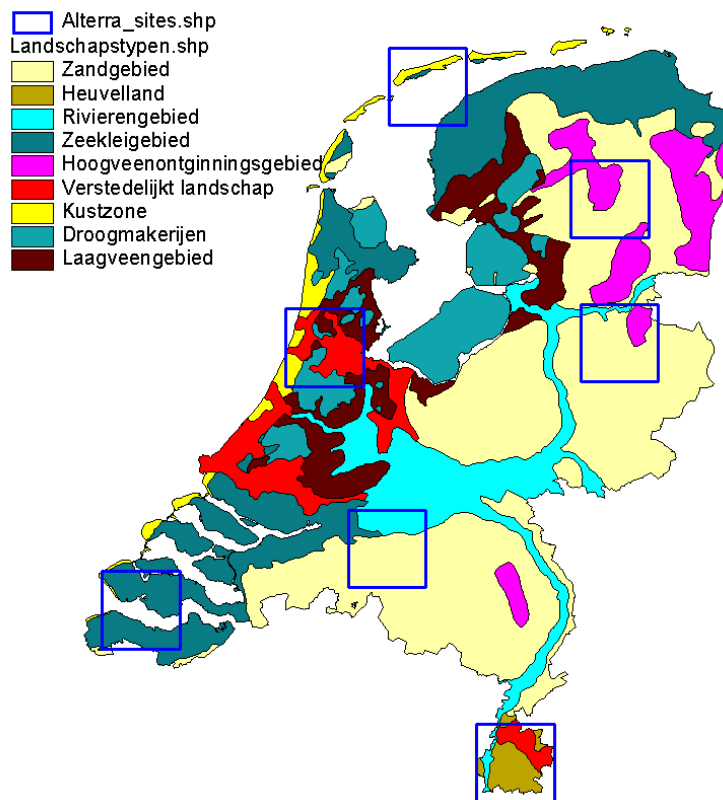 Alterra_sites.shp
Landschapstypen.shp
Zandgebied
Heuvelland
Rivierengebied
Zeekleigebied
Hoogveenontginningsgebied
Verstedelijkt landschap
Kustzone
Droogmakerijen
Laagveengebied